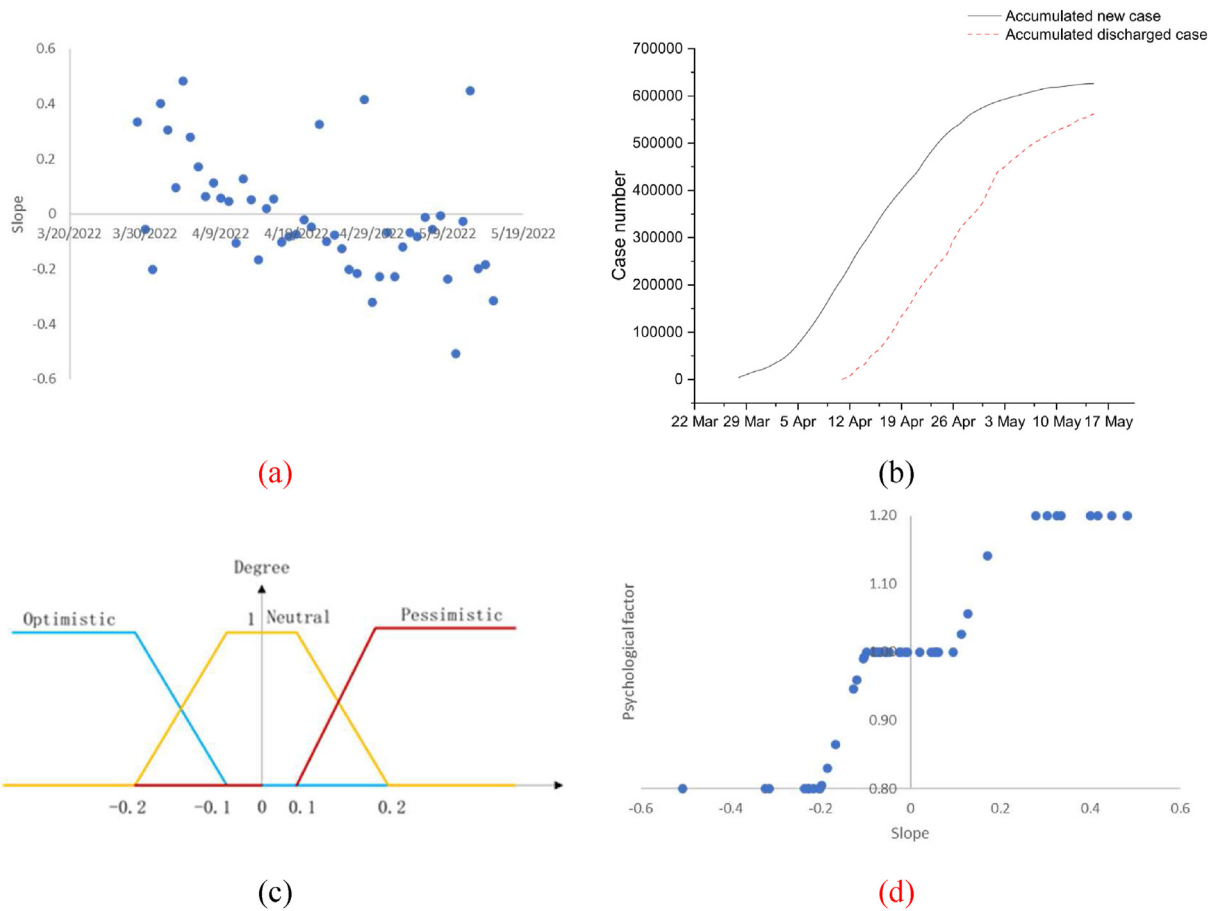 0.6
0.4
0.2
0
-0.2
-0.4
-0.6
Slope
3/20/2022 3/30/2022 4/9/2022 4/19/2022 4/29/2022 5/9/2022 5/19/2022
(a)
Accumulated new case
Accumulated discharged case
700000
600000
500000
400000
300000
200000
100000
0
Case number
22 Mar 29 Mar 5 Apr 12 Apr 19 Apr 26 Apr 3 May 10 May 17 May
(b)
Degree
Optimistic 1 Neutral Pessimistic
-0.2 -0.1 0 0.1 0.2
(c)
1.20
1.10
1.00
0.90
0.80
Psychological factor
-0.6 -0.4 -0.2 0 0.2 0.4 0.6
Slope
(d)